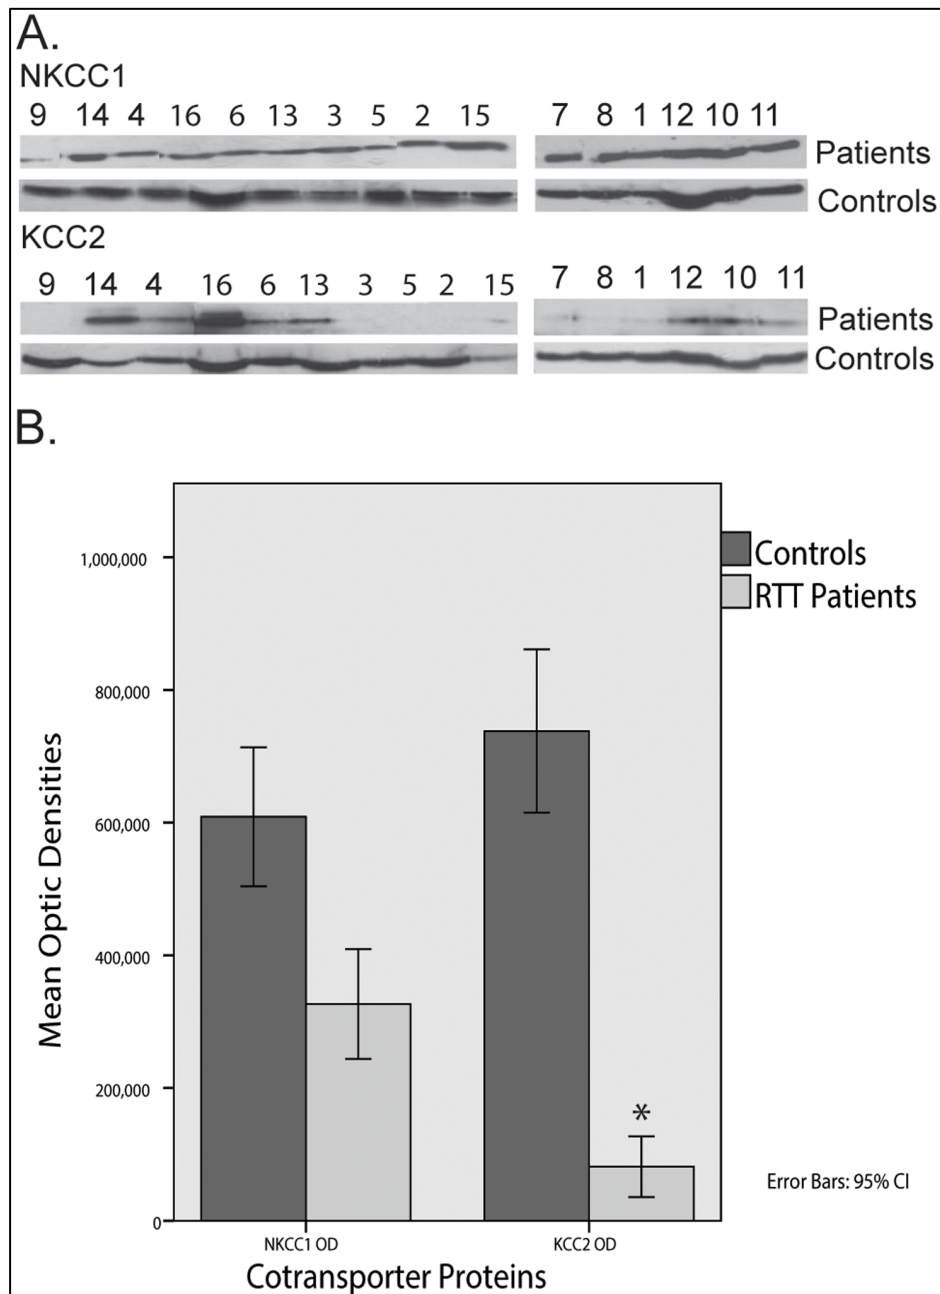 A.
NKCC1
9 14 4 16 6 13 3 5 2 15 7 8 1 12 10 11
Patients
Controls
KCC2
9 14 4 16 6 13 3 5 2 15 7 8 1 12 10 11
Patients
Controls
B.
Controls
RTT Patients
1,000,000
800,000
600,000
400,000
200,000
0
Mean Optic Densities
*
Error Bars: 95% CI
NKCC1 OD KCC2 OD
Cotransporter Proteins